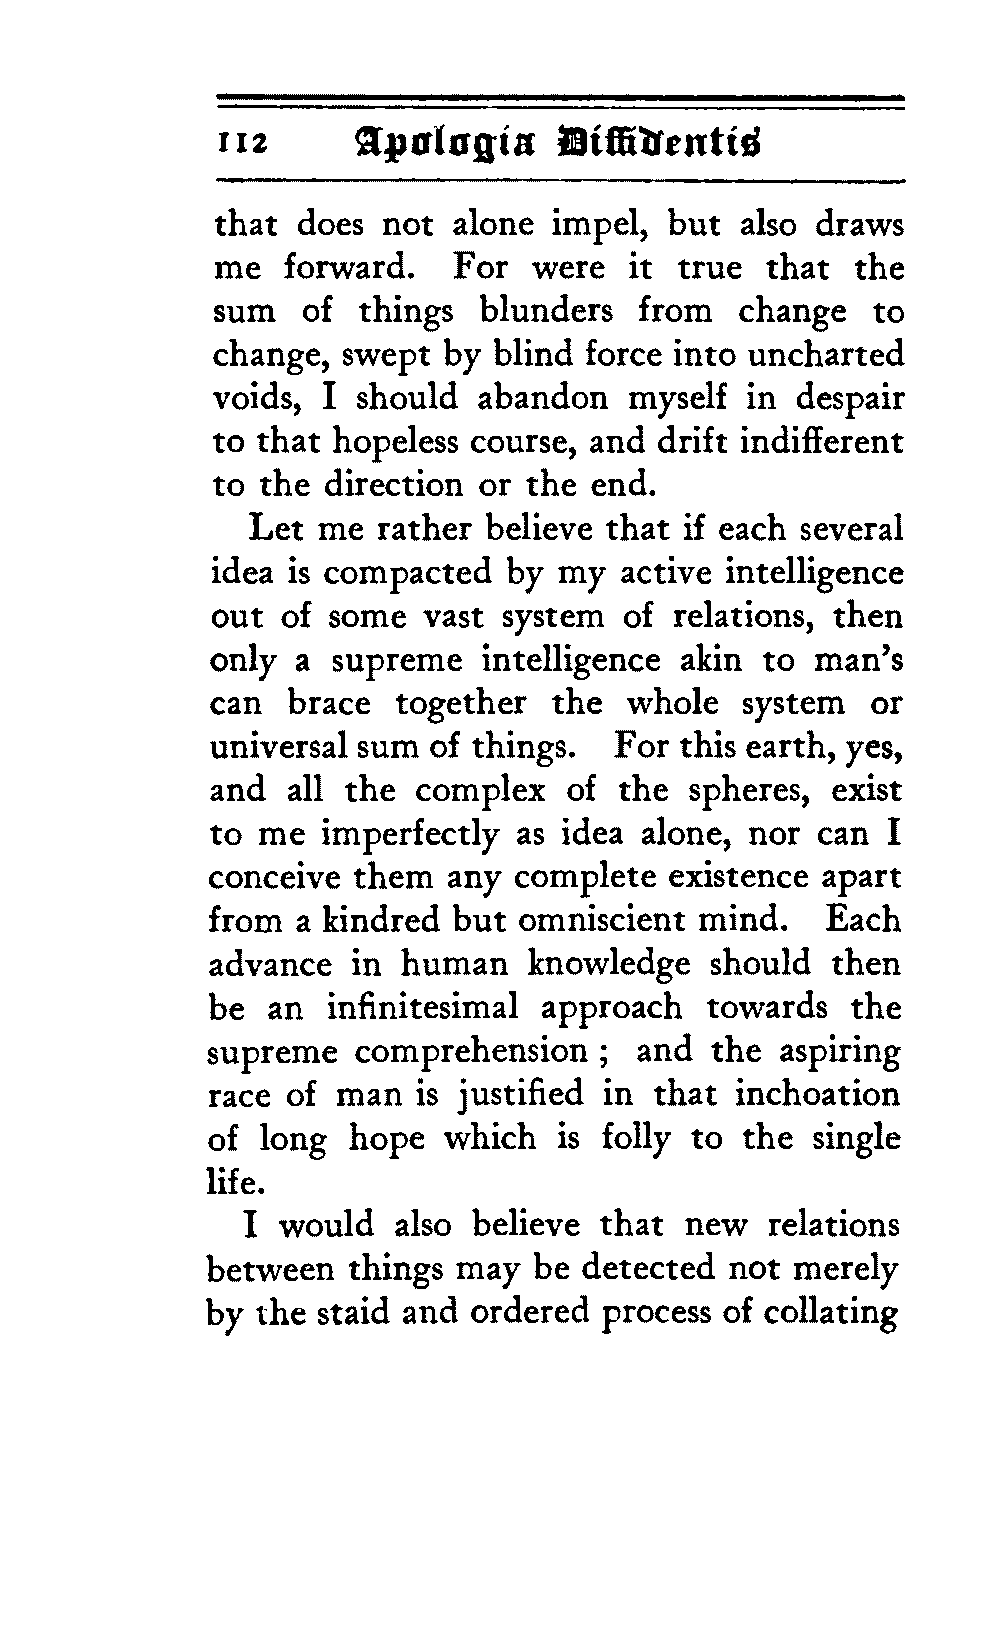 112 Apologia Diffidentis
that does not alone impel, but also draws
me forward. For were it true that the
sum of things blunders from change to
change, swept by blind force into uncharted
voids, I should abandon myself in despair
to that hopeless course, and drift indifferent
to the direction or the end.
Let me rather believe that if each several
idea is compacted by my active intelligence
out of some vast system of relations, then
only a supreme intelligence akin to man's
can brace together the whole system or
universal sum of things. For this earth, yes,
and all the complex of the spheres, exist
to me imperfectly as idea alone, nor can I
conceive them any complete existence apart
from a kindred but omniscient mind. Each
advance in human knowledge should then
be an infinitesimal approach towards the
supreme comprehension ; and the aspiring
race of man is justified in that inchoation
of long hope which is folly to the single
life.
I would also believe that new relations
between things may be detected not merely
by the staid and ordered process of collating